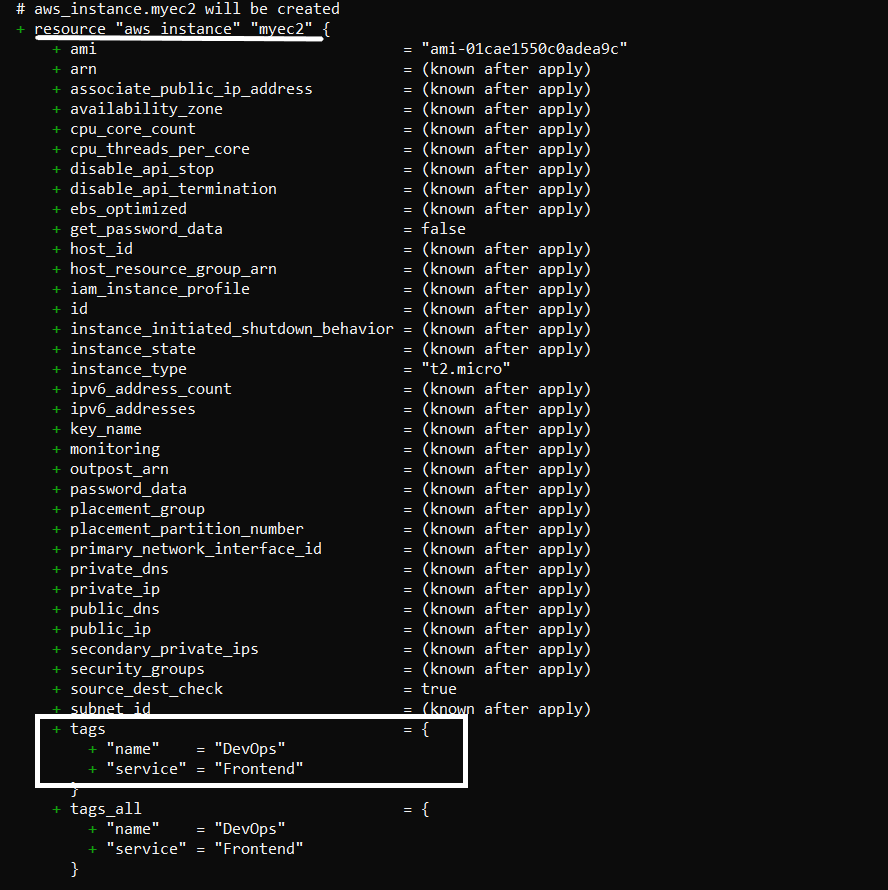 # aws_instance.myec2 will be created
+ resource "aws_instance" "myec2" {
+ ami = "ami-01cae1550c0adea9c"
+ arn = (known after apply)
+ associate_public_ip_address = (known after apply)
+ availability_zone = (known after apply)
+ cpu_core_count = (known after apply)
+ cpu_threads_per_core = (known after apply)
+ disable_api_stop = (known after apply)
+ disable_api_termination = (known after apply)
+ ebs_optimized = (known after apply)
+ get_password_data = false
+ host_id = (known after apply)
+ host_resource_group_arn = (known after apply)
+ iam_instance_profile = (known after apply)
+ id = (known after apply)
+ instance_initiated_shutdown_behavior = (known after apply)
+ instance_state = (known after apply)
+ instance_type = "t2.micro"
+ ipv6_address_count = (known after apply)
+ ipv6_addresses = (known after apply)
+ key_name = (known after apply)
+ monitoring = (known after apply)
+ outpost_arn = (known after apply)
+ password_data = (known after apply)
+ placement_group = (known after apply)
+ placement_partition_number = (known after apply)
+ primary_network_interface_id = (known after apply)
+ private_dns = (known after apply)
+ private_ip = (known after apply)
+ public_dns = (known after apply)
+ public_ip = (known after apply)
+ secondary_private_ips = (known after apply)
+ security_groups = (known after apply)
+ source_dest_check = true
+ subnet_id = (known after apply)
+ tags = {
+ "name" = "DevOps"
+ "service" = "Frontend"
}
+ tags_all = {
+ "name" = "DevOps"
+ "service" = "Frontend"
}